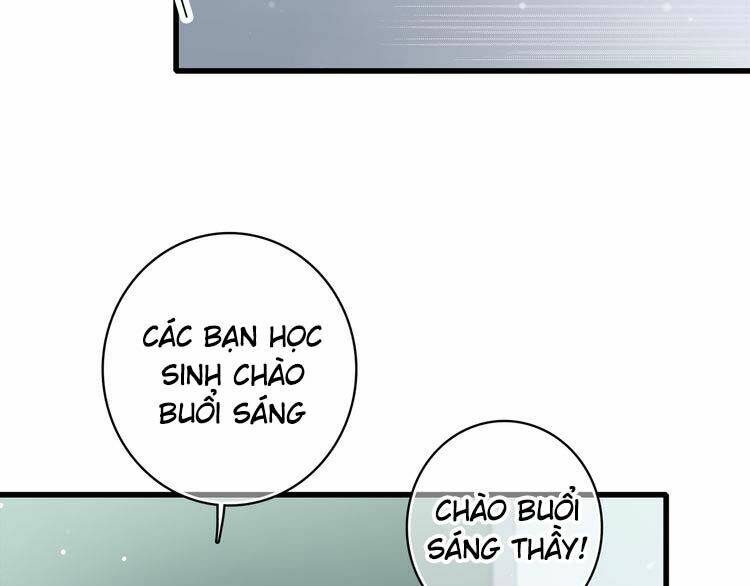 CÁC BẠN HỌC
SINH CHÀO
BUỔI SÁNG
CHÀO BUỔI
SÁNG THẦY!